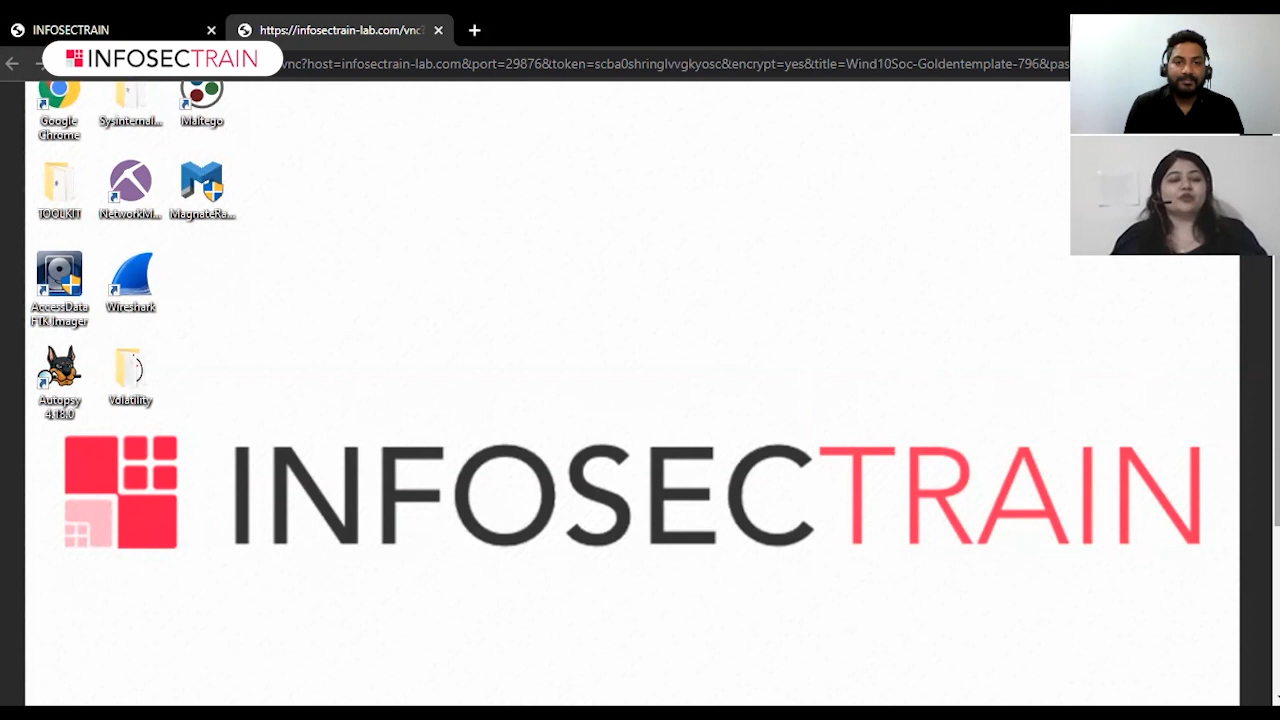 INFOSECTRAIN
https://infosectrain-lab.com/vnc?
INFOSECTRAIN
vnc?host=infosectrain-lab.com&port=29876&token=scba0shringlvvgkyosc&encrypt=yes&title=Wind10Soc-Goldentemplate-796&pas
Google
Chrome
Sysinternal...
Maltego
TOOLKIT
NetworkM...
MagnetRa...
AccessData
FTK Imager
Wireshark
Autopsy
4.18.0
Volatility
INFOSECTRAIN